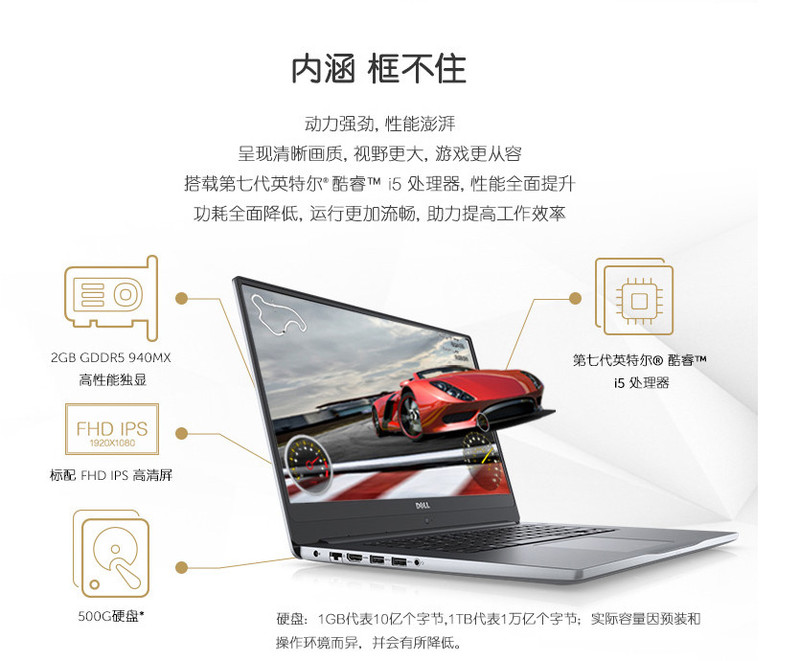 内涵 框不住
动力强劲, 性能澎湃
呈现清晰画质, 视野更大, 游戏更从容
搭载第七代英特尔® 酷睿™ i5 处理器, 性能全面提升
功耗全面降低, 运行更加流畅, 助力提高工作效率
2GB GDDR5 940MX
高性能独显
第七代英特尔® 酷睿™
i5 处理器
FHD IPS
1920X1080
标配 FHD IPS 高清屏
DELL
500G硬盘*
硬盘：1GB代表10亿个字节,1TB代表1万亿个字节；实际容量因预装和
操作环境而异，并会有所降低。